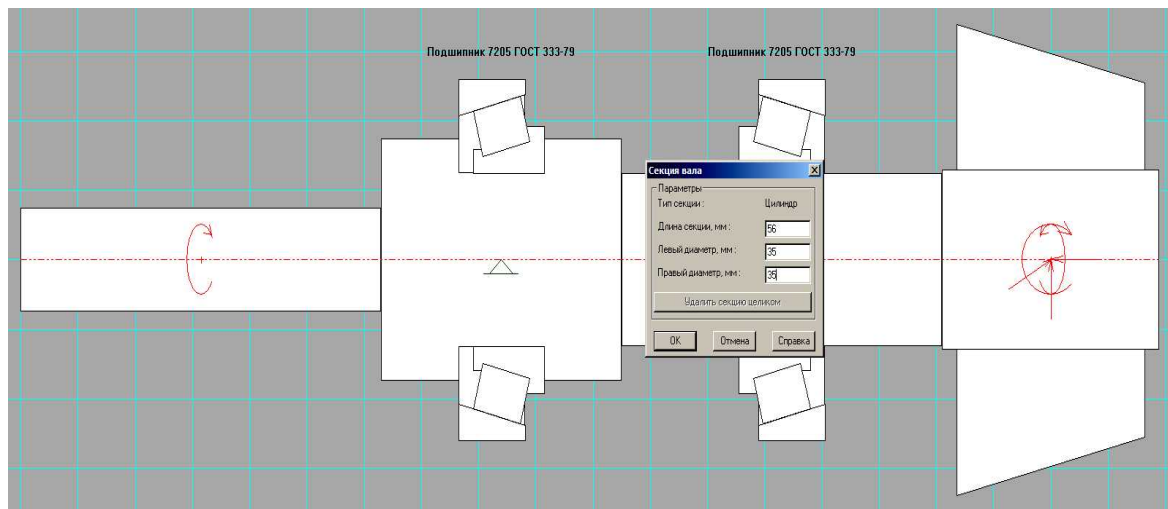 Подшипник 7205 ГОСТ 333-79
Подшипник 7205 ГОСТ 333-79
Секция вала
Параметры
Тип секции : Цилиндр
Длина секции, мм : 56
Левый диаметр, мм : 35
Правый диаметр, мм : 35
Удалить секцию целиком
OK Отмена Справка